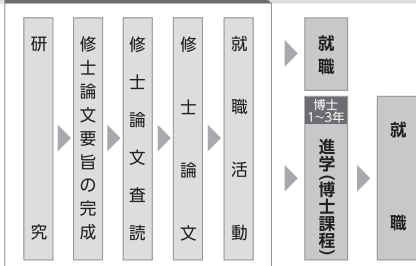 研究
修士論文要旨の完成
修士論文査読
修士論文
就職活動
就職
博士
1~3年
進学(博士課程)
就職